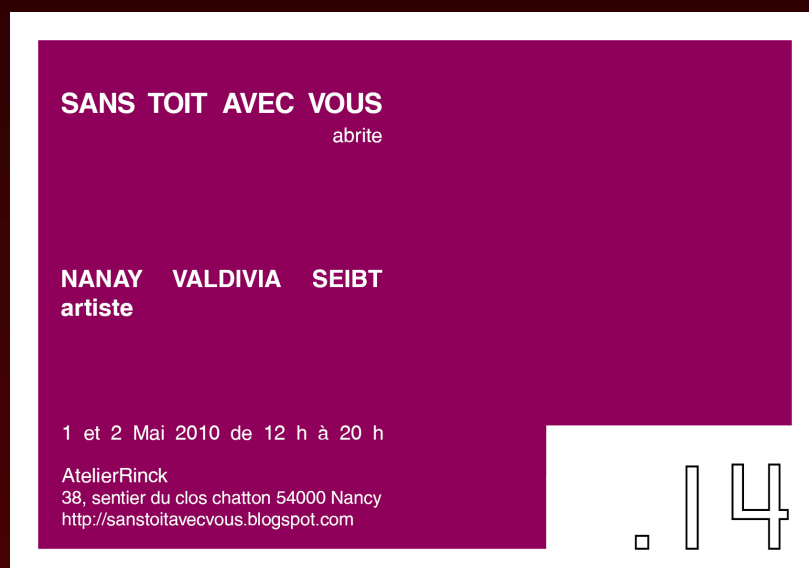 SANS TOIT AVEC VOUS
abrite
NANAY VALDIVIA SEIBT
artiste
1 et 2 Mai 2010 de 12 h à 20 h
AtelierRinck
38, sentier du clos chatton 54000 Nancy
http://sanstoitavecvous.blogspot.com
.14